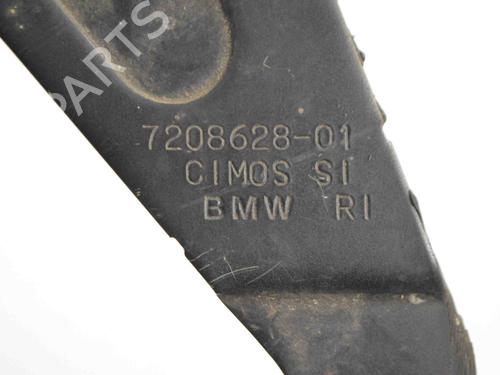 PARTS
7208628-01
CIMOS SI
BMW RI